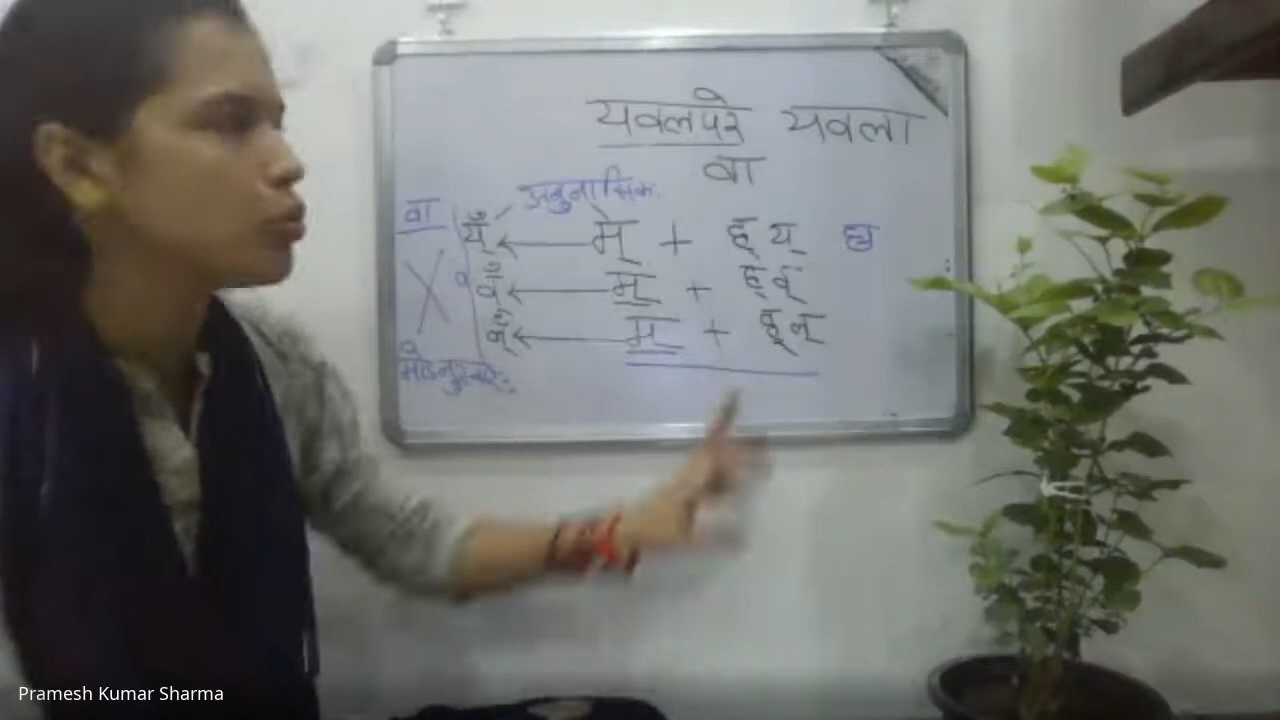 यवलपरे यवला
वा
अनुनासिक
वा
यँ् ← म् + ह् य् ह्य
वँ् ← म् + ह् व्
लँ् ← म् + ह् ल्
मोऽनुस्वारः
Pramesh Kumar Sharma